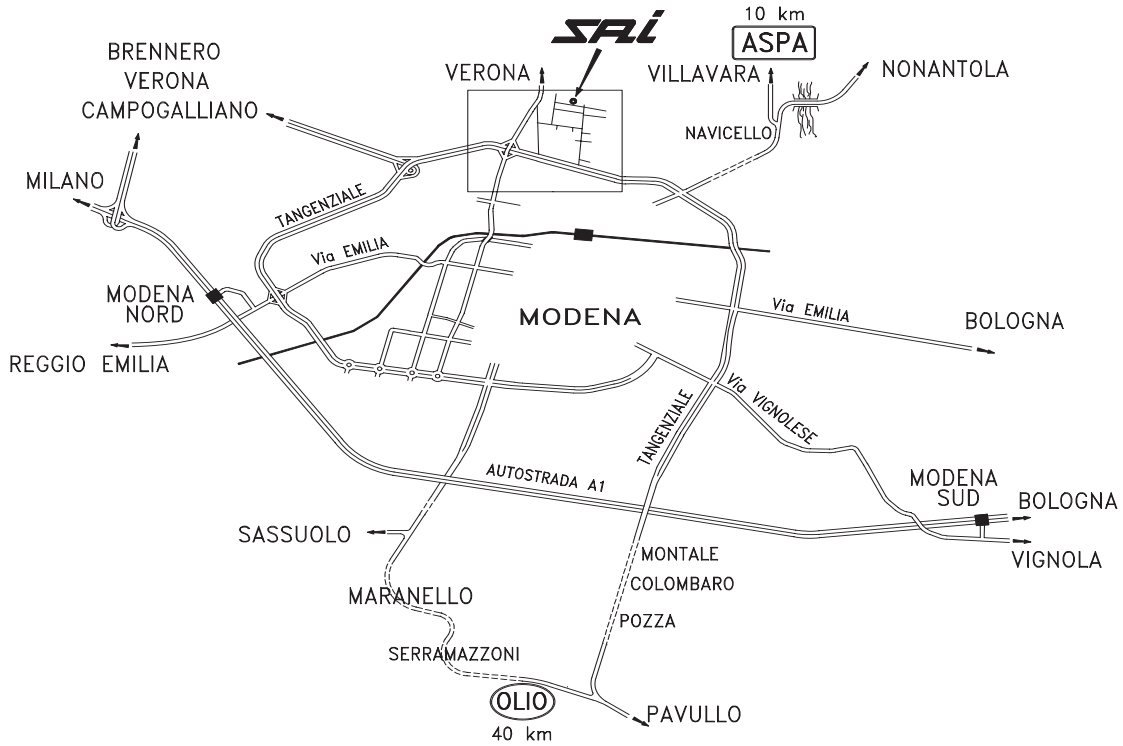 10 km
SAI
ASPA
BRENNERO
VERONA
CAMPOGALLIANO
VERONA
VILLAVARA
NONANTOLA
NAVICELLO
MILANO
TANGENZIALE
Via EMILIA
MODENA
NORD
REGGIO EMILIA
MODENA
Via EMILIA
BOLOGNA
Via VIGNOLESE
TANGENZIALE
AUTOSTRADA A1
MODENA
SUD
BOLOGNA
VIGNOLA
SASSUOLO
MONTALE
COLOMBARO
MARANELLO
POZZA
SERRAMAZZONI
OLIO
40 km
PAVULLO